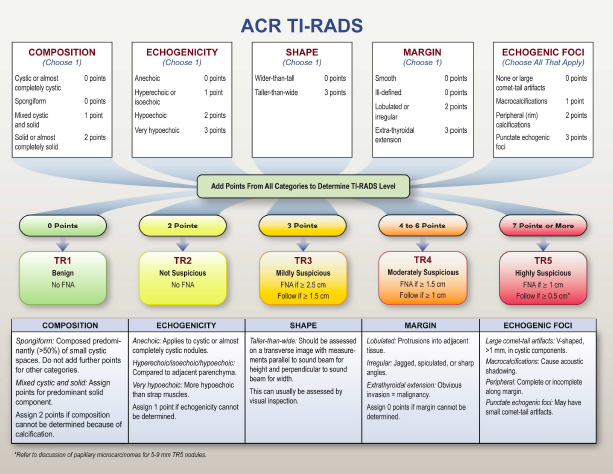 ACR TI-RADS
COMPOSITION
(Choose 1)
Cystic or almost completely cystic 0 points
Spongiform 0 points
Mixed cystic and solid 1 point
Solid or almost completely solid 2 points
ECHOGENICITY
(Choose 1)
Anechoic 0 points
Hyperechoic or isoechoic 1 point
Hypoechoic 2 points
Very hypoechoic 3 points
SHAPE
(Choose 1)
Wider-than-tall 0 points
Taller-than-wide 3 points
MARGIN
(Choose 1)
Smooth 0 points
Ill-defined 0 points
Lobulated or irregular 2 points
Extra-thyroidal extension 3 points
ECHOGENIC FOCI
(Choose All That Apply)
None or large comet-tail artifacts 0 points
Macrocalcifications 1 point
Peripheral (rim) calcifications 2 points
Punctate echogenic foci 3 points
Add Points From All Categories to Determine TI-RADS Level
0 Points
2 Points
3 Points
4 to 6 Points
7 Points or More
TR1
Benign
No FNA
TR2
Not Suspicious
No FNA
TR3
Mildly Suspicious
FNA if ≥ 2.5 cm
Follow if ≥ 1.5 cm
TR4
Moderately Suspicious
FNA if ≥ 1.5 cm
Follow if ≥ 1 cm
TR5
Highly Suspicious
FNA if ≥ 1 cm
Follow if ≥ 0.5 cm*
COMPOSITION
Spongiform: Composed predomi-
nantly (>50%) of small cystic
spaces. Do not add further points
for other categories.
Mixed cystic and solid: Assign
points for predominant solid
component.
Assign 2 points if composition
cannot be determined because of
calcification.
ECHOGENICITY
Anechoic: Applies to cystic or almost
completely cystic nodules.
Hyperechoic/isoechoic/hypoechoic:
Compared to adjacent parenchyma.
Very hypoechoic: More hypoechoic
than strap muscles.
Assign 1 point if echogenicity cannot
be determined.
SHAPE
Taller-than-wide: Should be assessed
on a transverse image with measure-
ments parallel to sound beam for
height and perpendicular to sound
beam for width.
This can usually be assessed by
visual inspection.
MARGIN
Lobulated: Protrusions into adjacent
tissue.
Irregular: Jagged, spiculated, or sharp
angles.
Extrathyroidal extension: Obvious
invasion = malignancy.
Assign 0 points if margin cannot be
determined.
ECHOGENIC FOCI
Large comet-tail artifacts: V-shaped,
>1 mm, in cystic components.
Macrocalcifications: Cause acoustic
shadowing.
Peripheral: Complete or incomplete
along margin.
Punctate echogenic foci: May have
small comet-tail artifacts.
*Refer to discussion of papillary microcarcinomas for 5-9 mm TR5 nodules.